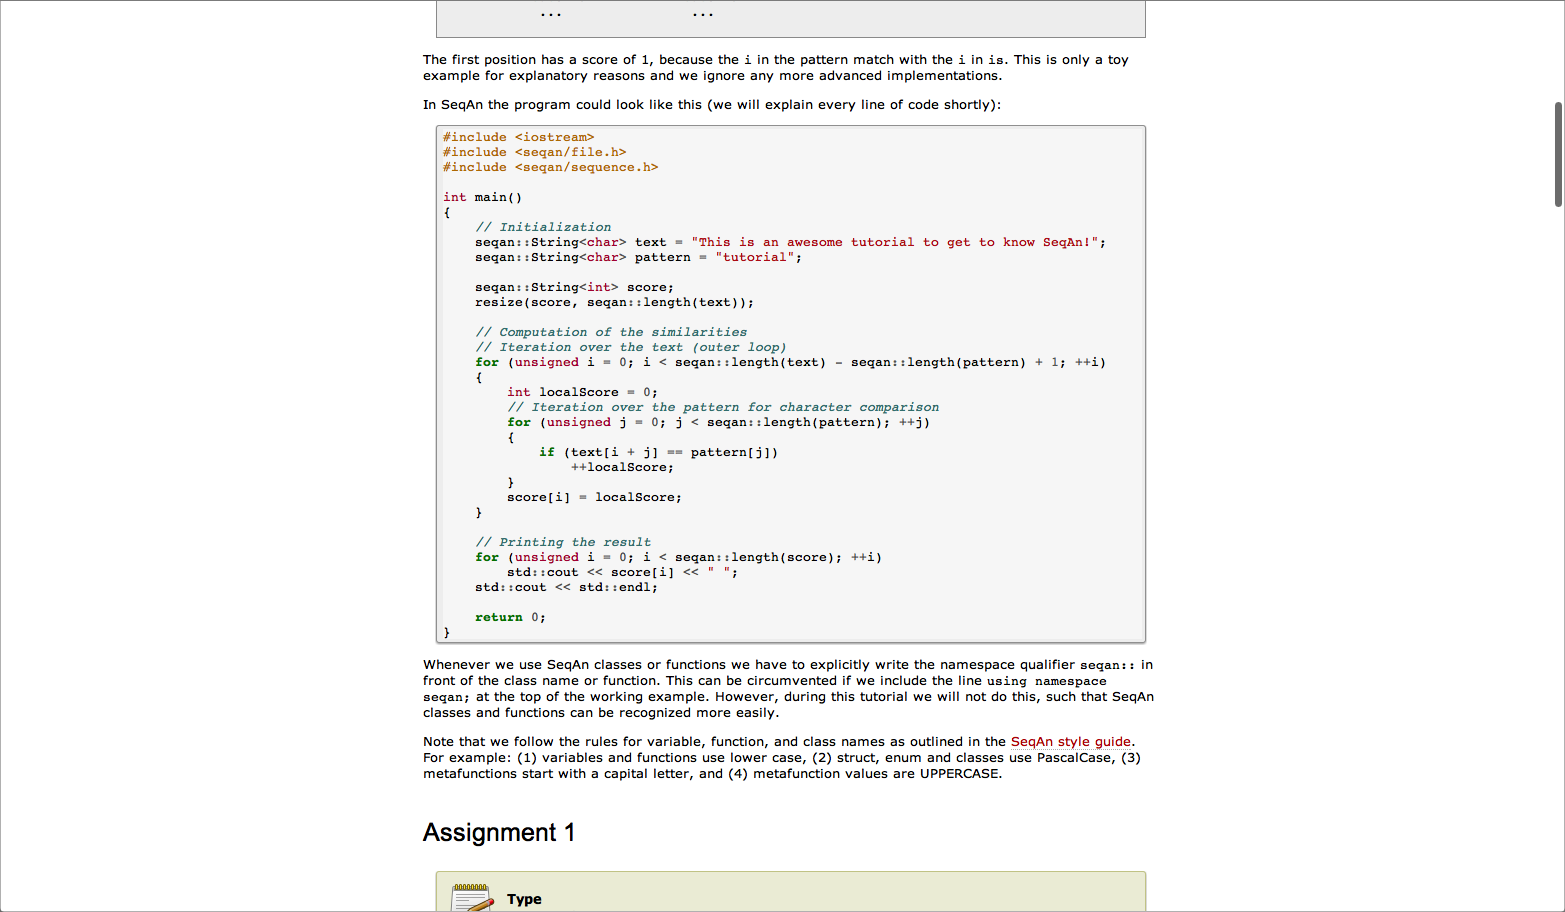 ... ...
The first position has a score of 1, because the i in the pattern match with the i in is. This is only a toy
example for explanatory reasons and we ignore any more advanced implementations.
In SeqAn the program could look like this (we will explain every line of code shortly):
#include <iostream>
#include <seqan/file.h>
#include <seqan/sequence.h>
int main()
{
    // Initialization
    seqan::String<char> text = "This is an awesome tutorial to get to know SeqAn!";
    seqan::String<char> pattern = "tutorial";
    seqan::String<int> score;
    resize(score, seqan::length(text));
    // Computation of the similarities
    // Iteration over the text (outer loop)
    for (unsigned i = 0; i < seqan::length(text) - seqan::length(pattern) + 1; ++i)
    {
        int localScore = 0;
        // Iteration over the pattern for character comparison
        for (unsigned j = 0; j < seqan::length(pattern); ++j)
        {
            if (text[i + j] == pattern[j])
                ++localScore;
        }
        score[i] = localScore;
    }
    // Printing the result
    for (unsigned i = 0; i < seqan::length(score); ++i)
        std::cout << score[i] << " ";
    std::cout << std::endl;
    return 0;
}
Whenever we use SeqAn classes or functions we have to explicitly write the namespace qualifier seqan:: in
front of the class name or function. This can be circumvented if we include the line using namespace
seqan; at the top of the working example. However, during this tutorial we will not do this, such that SeqAn
classes and functions can be recognized more easily.
Note that we follow the rules for variable, function, and class names as outlined in the SeqAn style guide.
For example: (1) variables and functions use lower case, (2) struct, enum and classes use PascalCase, (3)
metafunctions start with a capital letter, and (4) metafunction values are UPPERCASE.
Assignment 1
Type